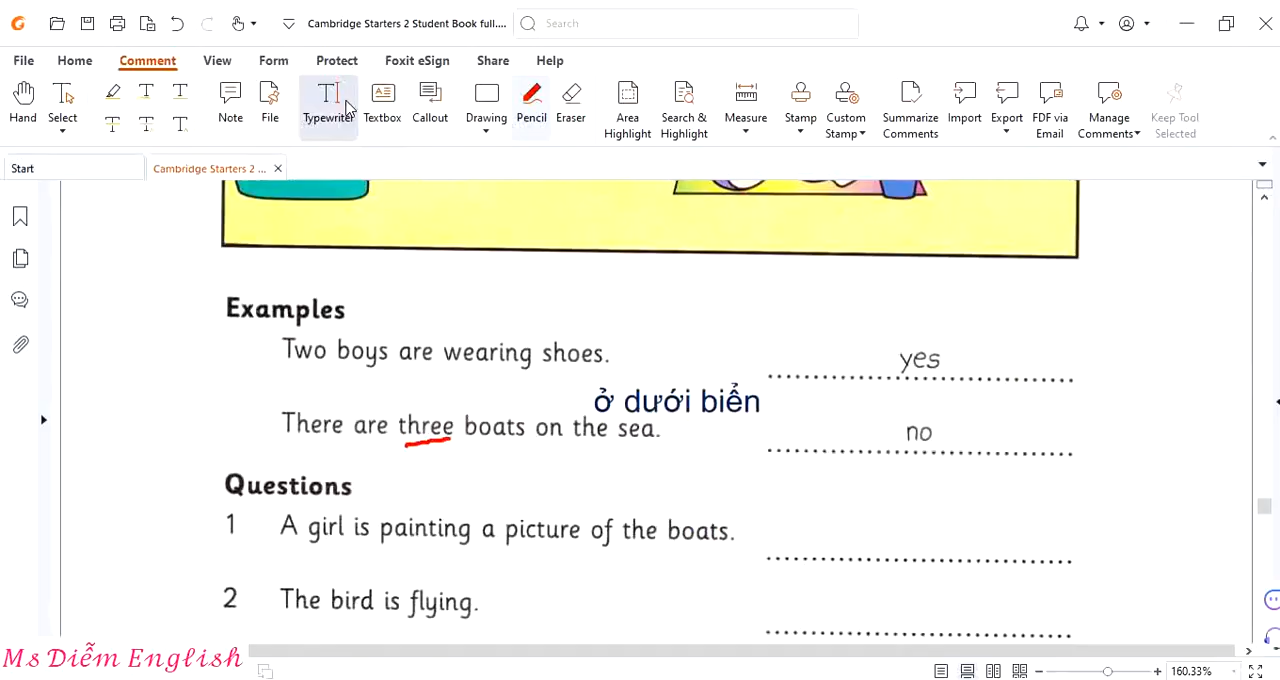 Cambridge Starters 2 Student Book full....
Search
File Home Comment View Form Protect Foxit eSign Share Help
Hand Select Note File Typewriter Textbox Callout Drawing Pencil Eraser Area Highlight Search & Highlight Measure Stamp Custom Stamp Summarize Comments Import Export PDF via Email Manage Comments Keep Tool Selected
Start Cambridge Starters 2 ...
Examples
Two boys are wearing shoes. yes
ở dưới biển
There are three boats on the sea. no
Questions
1 A girl is painting a picture of the boats.
2 The bird is flying.
Ms Diễm English
160.33%